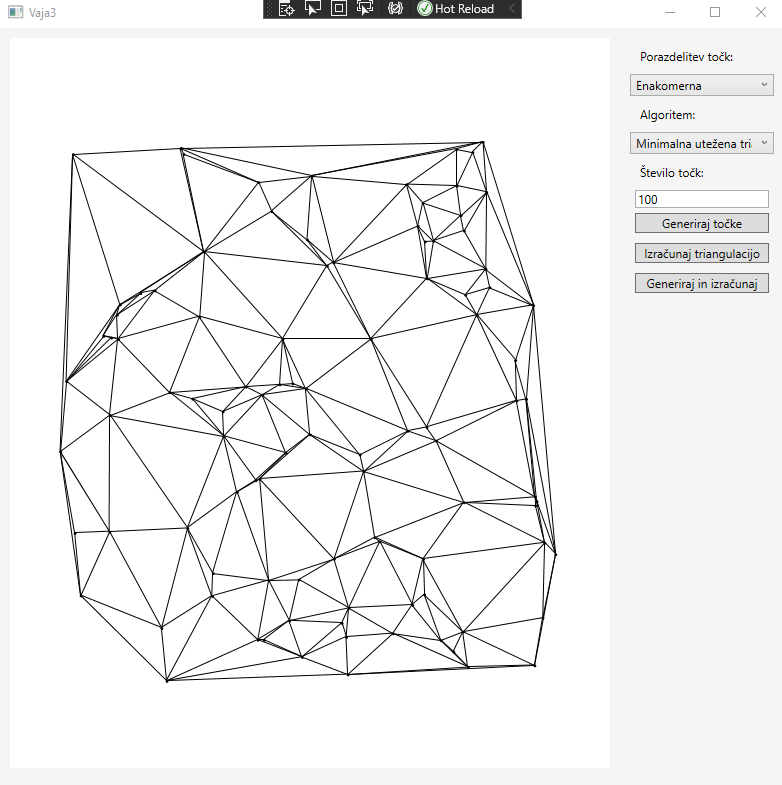 Vaja3
Hot Reload
Porazdelitev točk:
Enakomerna
Algoritem:
Minimalna utežena tri
Število točk:
100
Generiraj točke
Izračunaj triangulacijo
Generiraj in izračunaj